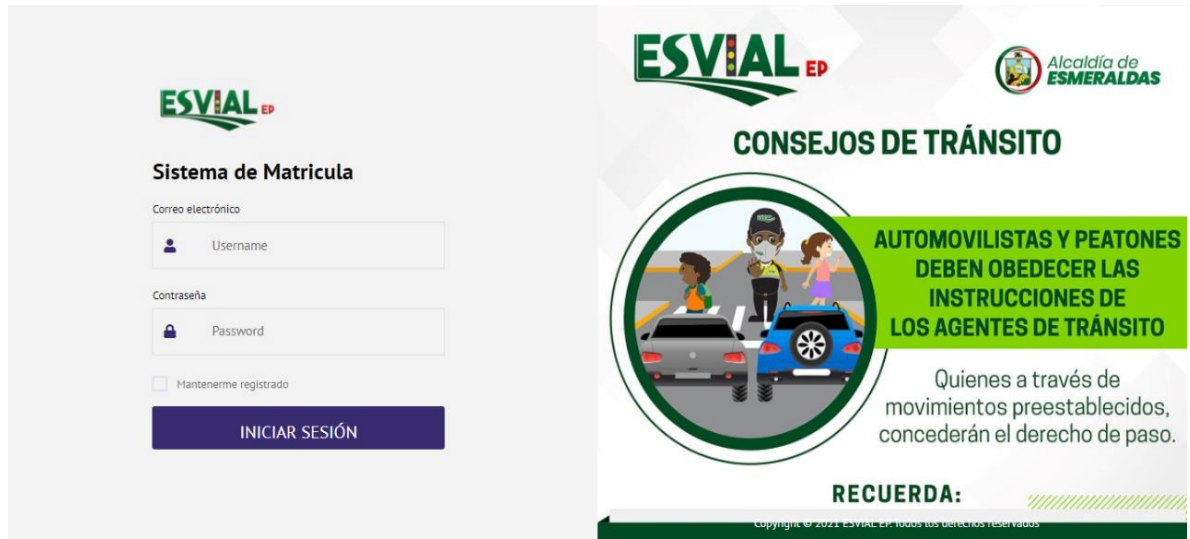 ESVIAL EP
Sistema de Matricula
Correo electrónico
Username
Contraseña
Password
Mantenerme registrado
INICIAR SESIÓN
ESVIAL EP
Alcaldía de
ESMERALDAS
CONSEJOS DE TRÁNSITO
AUTOMOVILISTAS Y PEATONES
DEBEN OBEDECER LAS
INSTRUCCIONES DE
LOS AGENTES DE TRÁNSITO
Quienes a través de
movimientos preestablecidos,
concederán el derecho de paso.
RECUERDA:
Copyright © 2021 ESVIAL EP. Todos los derechos reservados